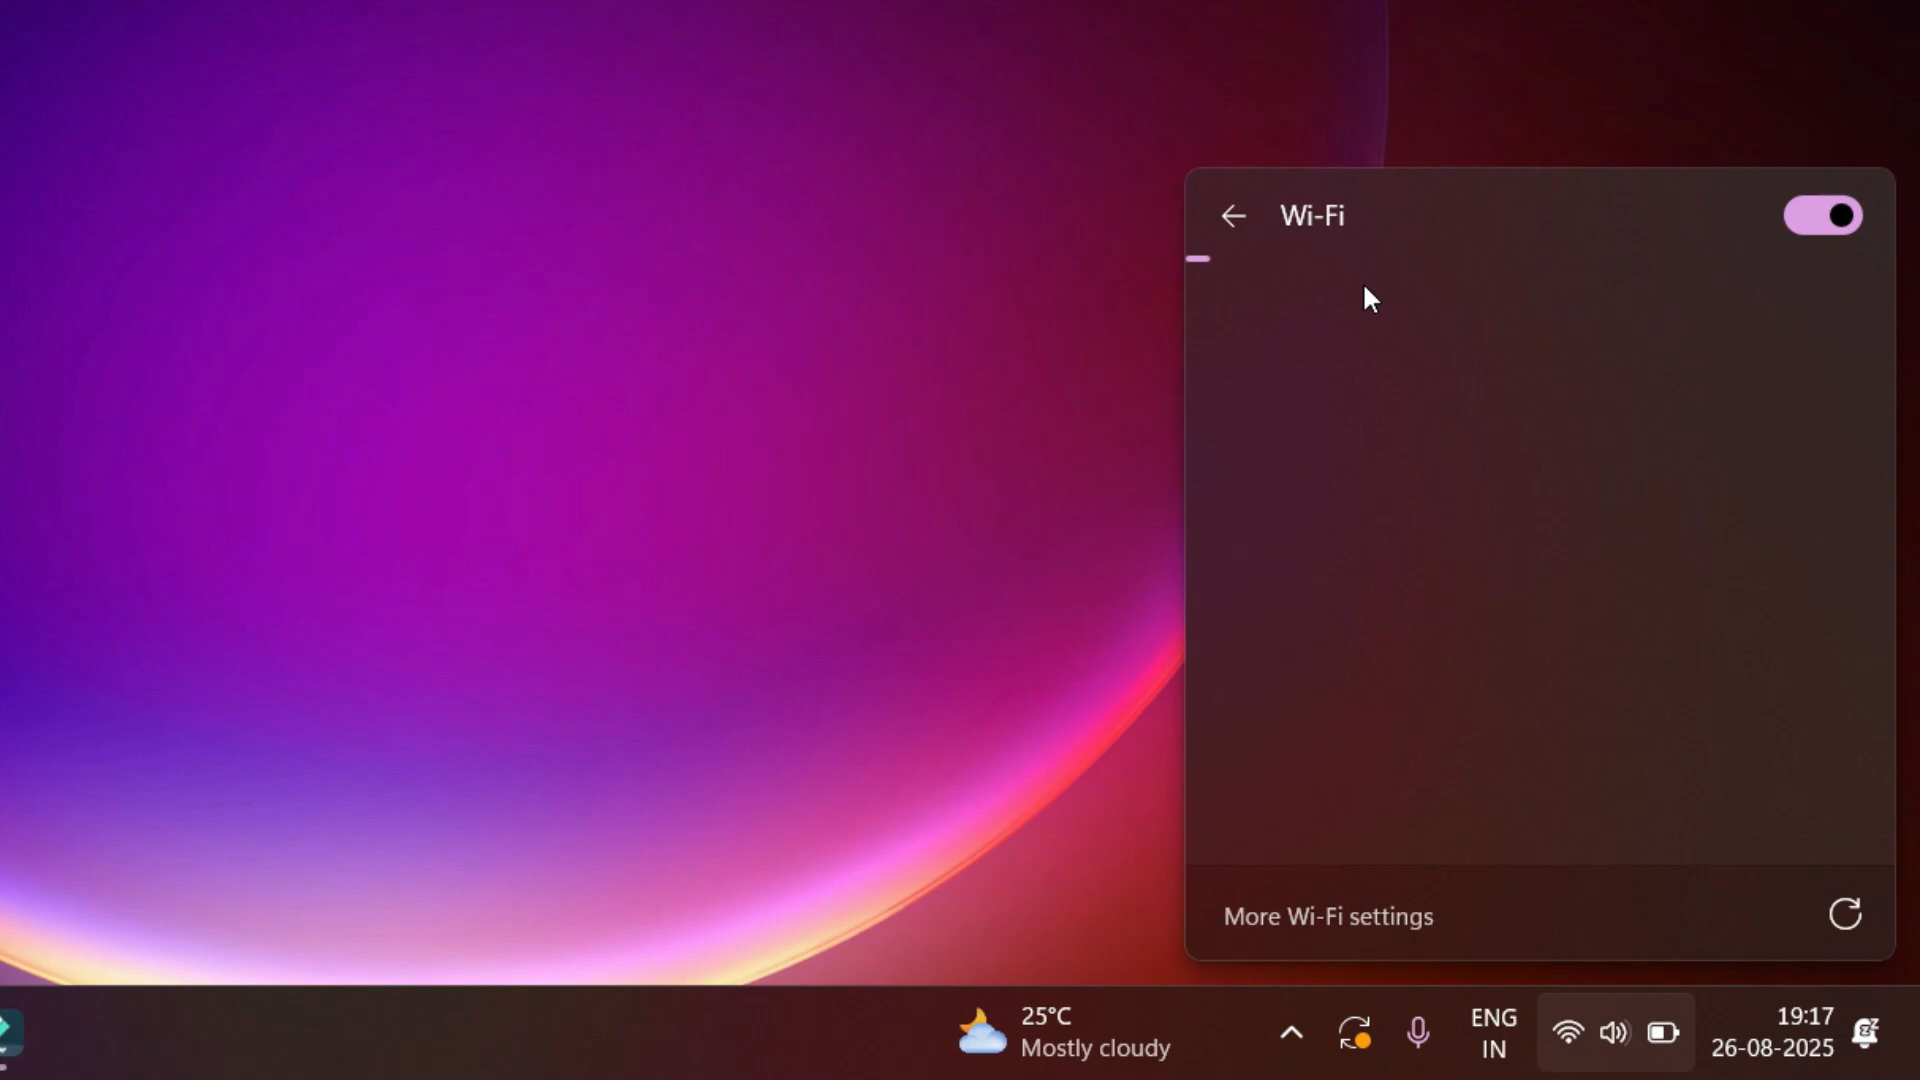 Wi-Fi
More Wi-Fi settings
25°C
Mostly cloudy
ENG
IN
19:17
26-08-2025